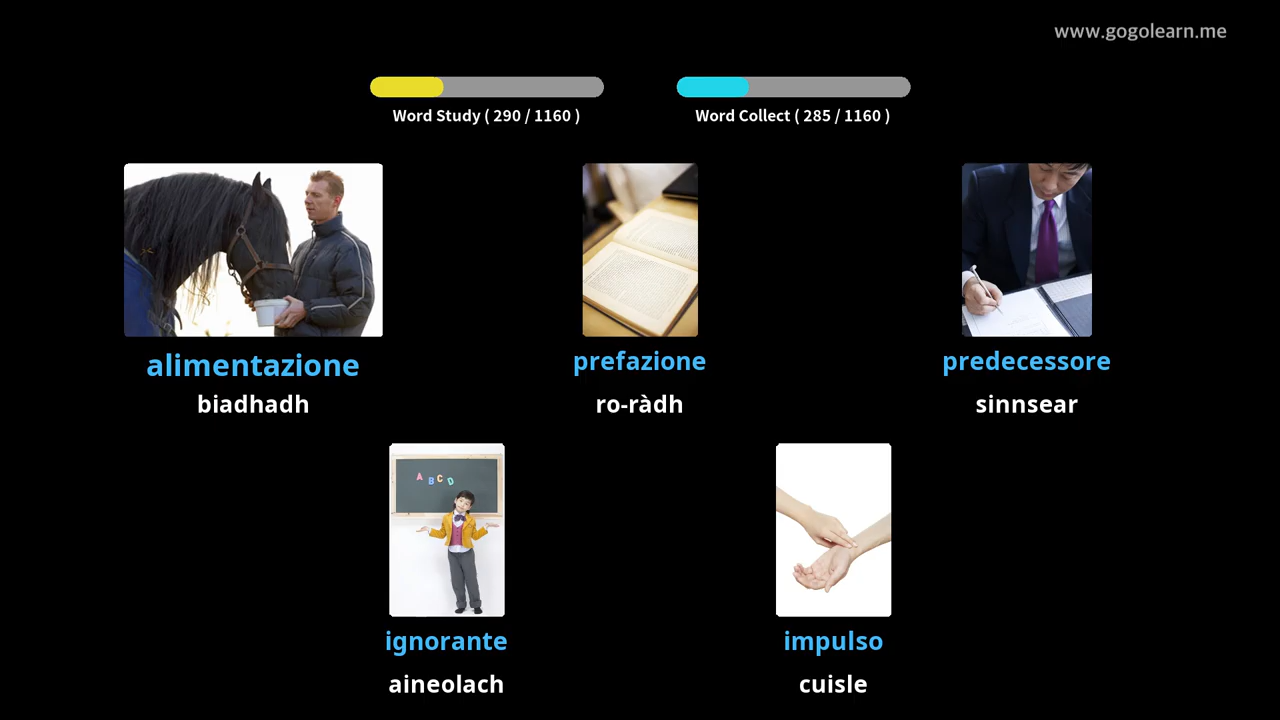 www.gogolearn.me
Word Study ( 290 / 1160 )
Word Collect ( 285 / 1160 )
alimentazione
biadhadh
prefazione
ro-ràdh
predecessore
sinnsear
A B C D
ignorante
aineolach
impulso
cuisle